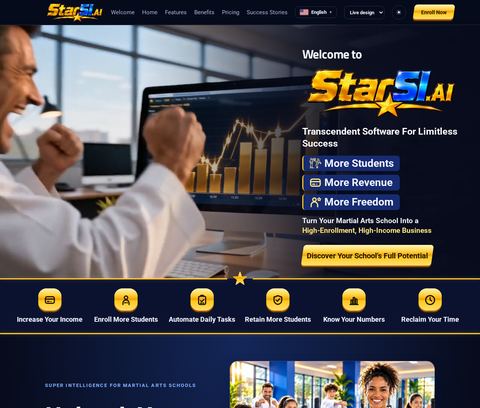 StarSI.AI
Welcome Home Features Benefits Pricing Success Stories English Live design Enroll Now
Welcome to
StarSI.AI
Transcendent Software For Limitless
Success
More Students
More Revenue
More Freedom
Turn Your Martial Arts School Into a
High-Enrollment, High-Income Business
Discover Your School's Full Potential
Increase Your Income Enroll More Students Automate Daily Tasks Retain More Students Know Your Numbers Reclaim Your Time
SUPER INTELLIGENCE FOR MARTIAL ARTS SCHOOLS